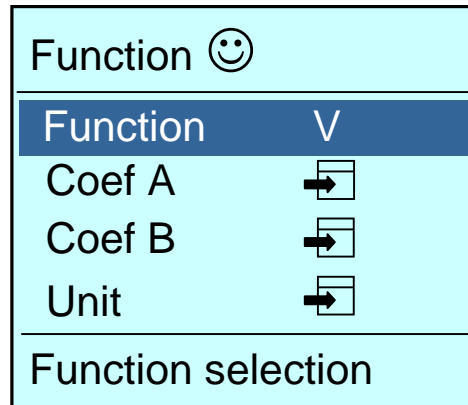 Function ☺
Function V
Coef A
Coef B
Unit
Function selection